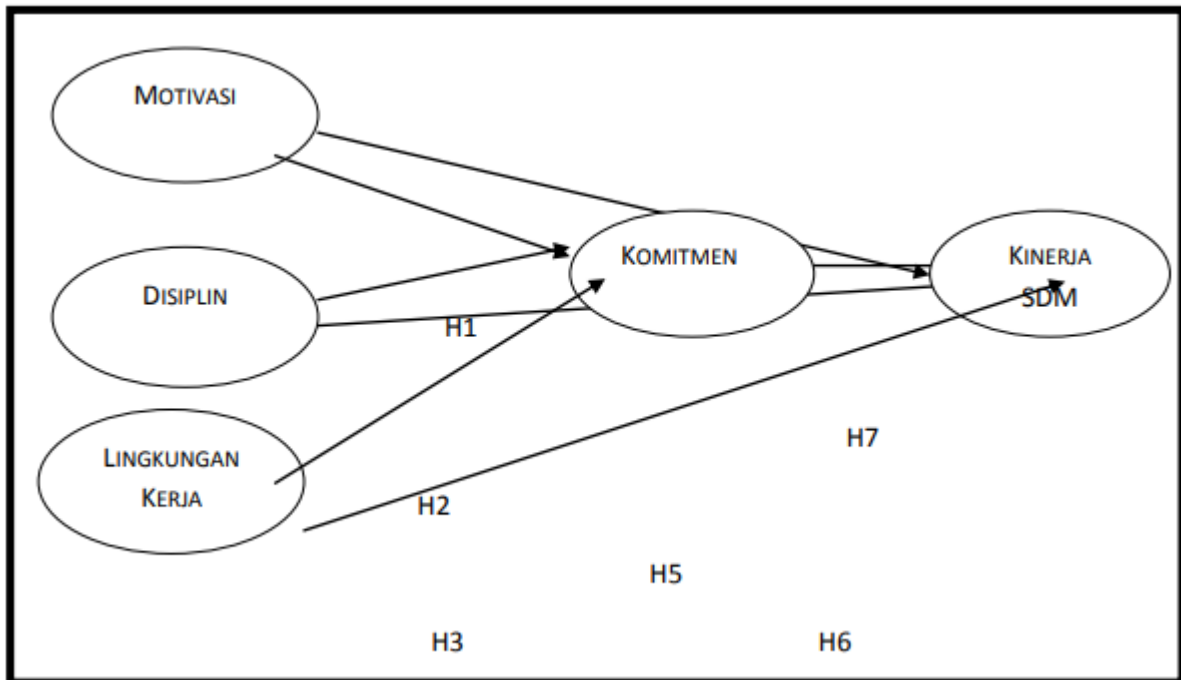 MOTIVASI
KOMITMEN
KINERJA
SDM
DISIPLIN
H1
H7
LINGKUNGAN
KERJA
H2
H5
H3
H6